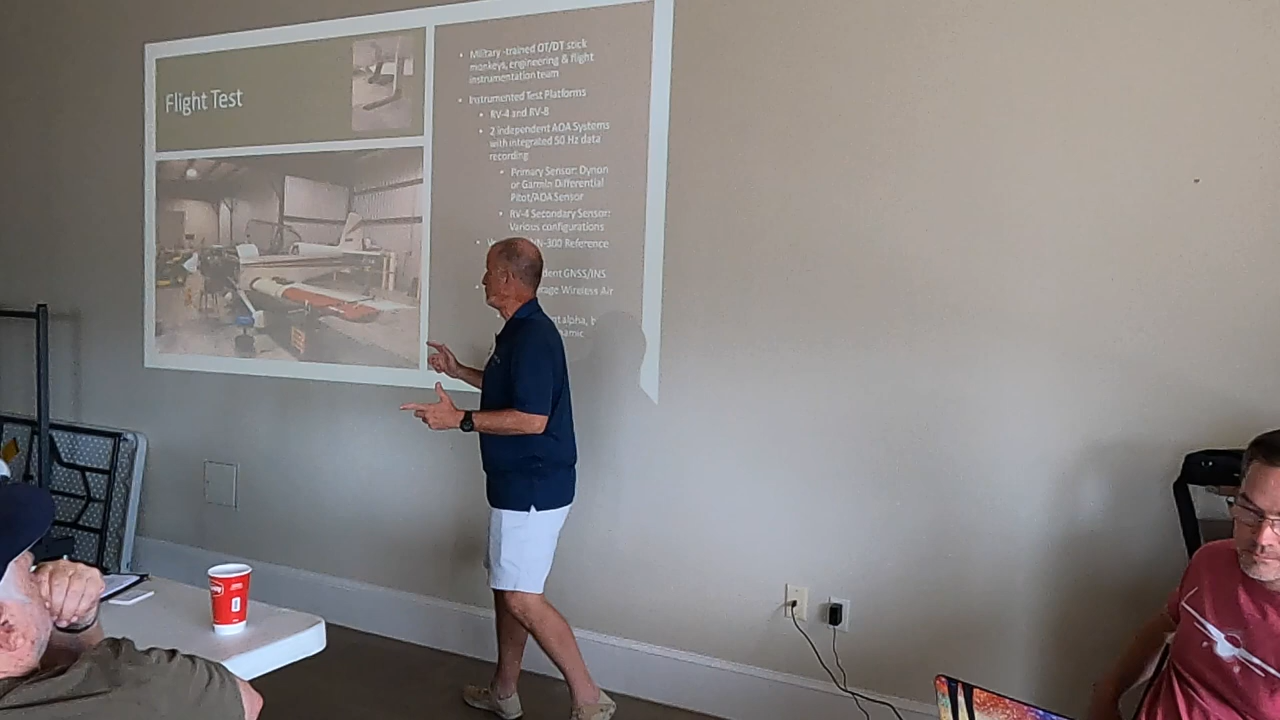 Flight Test
Military -trained OT/DT stick
monkeys, engineering & flight
instrumentation team
Instrumented Test Platforms
RV-4 and RV-8
2 independent AOA Systems
with integrated 50 Hz data
recording
Primary Sensor: Dynon
or Garmin Differential
Pitot/AOA Sensor
RV-4 Secondary Sensor:
Various configurations
-300 Reference
dent GNSS/INS
Wireless Air
alpha,